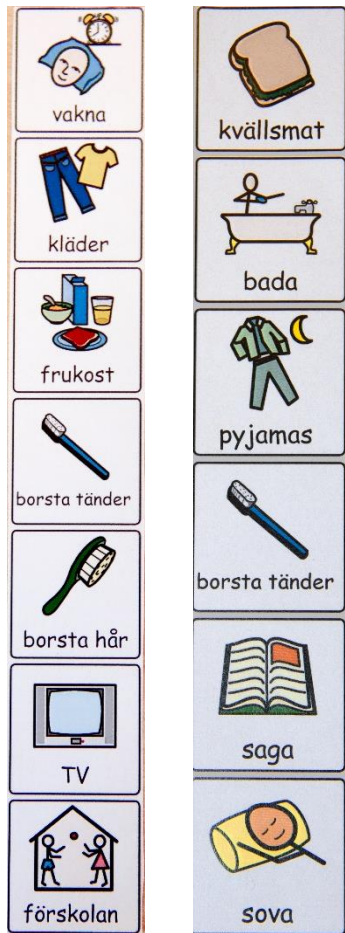 vakna
kläder
frukost
borsta tänder
borsta hår
TV
förskolan
kvällsmat
bada
pyjamas
borsta tänder
saga
sova